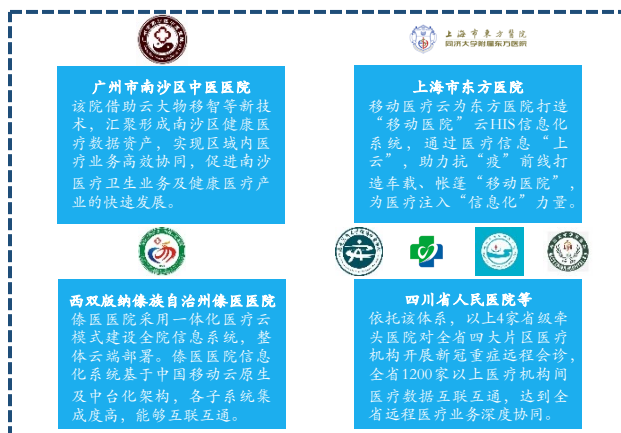 上海市東方醫院
同济大学附属东方医院
广州市南沙区中医医院
该院借助云大物移智等新技
术，汇聚形成南沙区健康医
疗数据资产，实现区域内医
疗业务高效协同，促进南沙
医疗卫生业务及健康医疗产
业的快速发展。
上海市东方医院
移动医疗云为东方医院打造
“移动医院”云HIS信息化
系统，通过医疗信息“上
云”，助力抗“疫”前线打
造车载、帐篷“移动医院”，
为医疗注入“信息化”力量。
西双版纳傣族自治州傣医医院
傣医医院采用一体化医疗云
模式建设全院信息系统，整
体云端部署。傣医医院信息
化系统基于中国移动云原生
及中台化架构，各子系统集
成度高，能够互联互通。
四川省人民医院等
依托该体系，以上4家省级牵
头医院对全省四大片区医疗
机构开展新冠重症远程会诊，
全省1200家以上医疗机构间
医疗数据互联互通，达到全
省远程医疗业务深度协同。